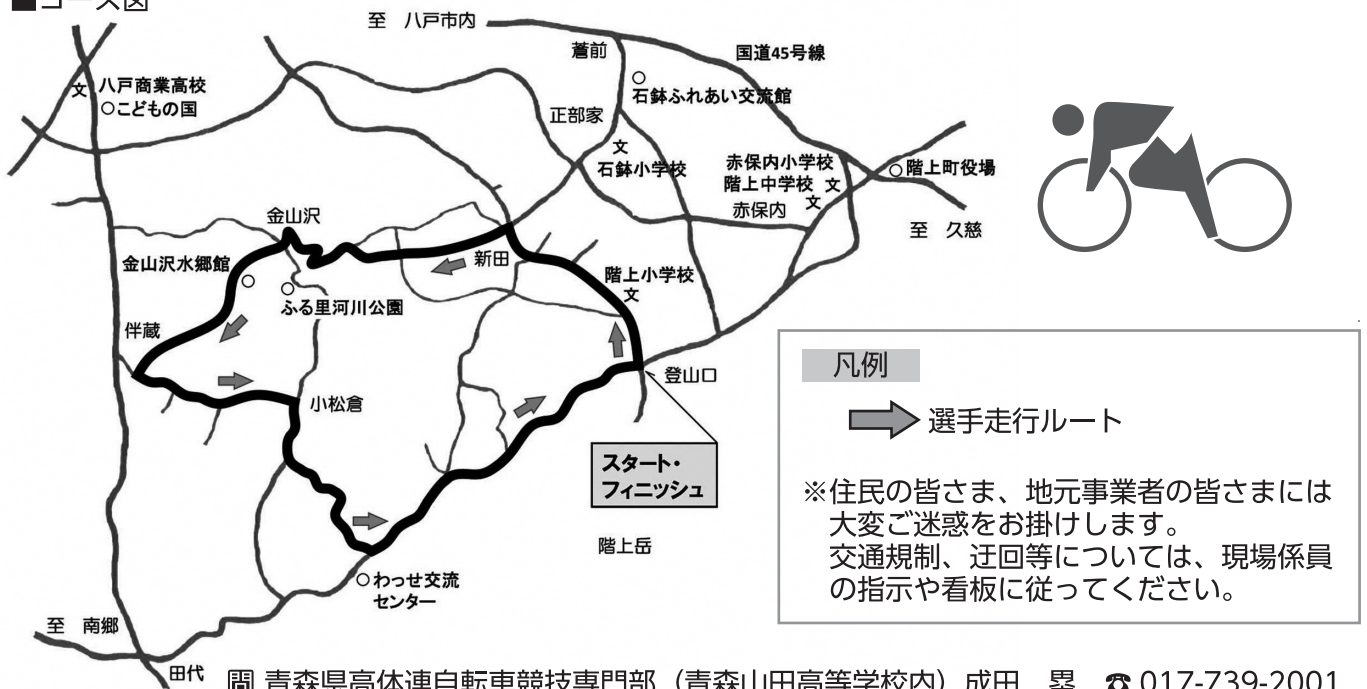 ■コース図
至 八戸市内
蒼前
国道45号線
八戸商業高校
文
○こどもの国
石鉢ふれあい交流館
正部家
文
石鉢小学校
赤保内小学校
階上中学校 文
文
赤保内
○階上町役場
至 久慈
金山沢
新田
金山沢水郷館
ふる里河川公園
階上小学校
文
伴蔵
小松倉
登山口
スタート・
フィニッシュ
階上岳
○わっせ交流
センター
至 南郷
田代
凡例
選手走行ルート
※住民の皆さま、地元事業者の皆さまには
大変ご迷惑をお掛けします。
交通規制、迂回等については、現場係員
の指示や看板に従ってください。
問 青森県高体連自転車競技専門部（青森山田高等学校内）成田 塁 ☎ 017-739-2001